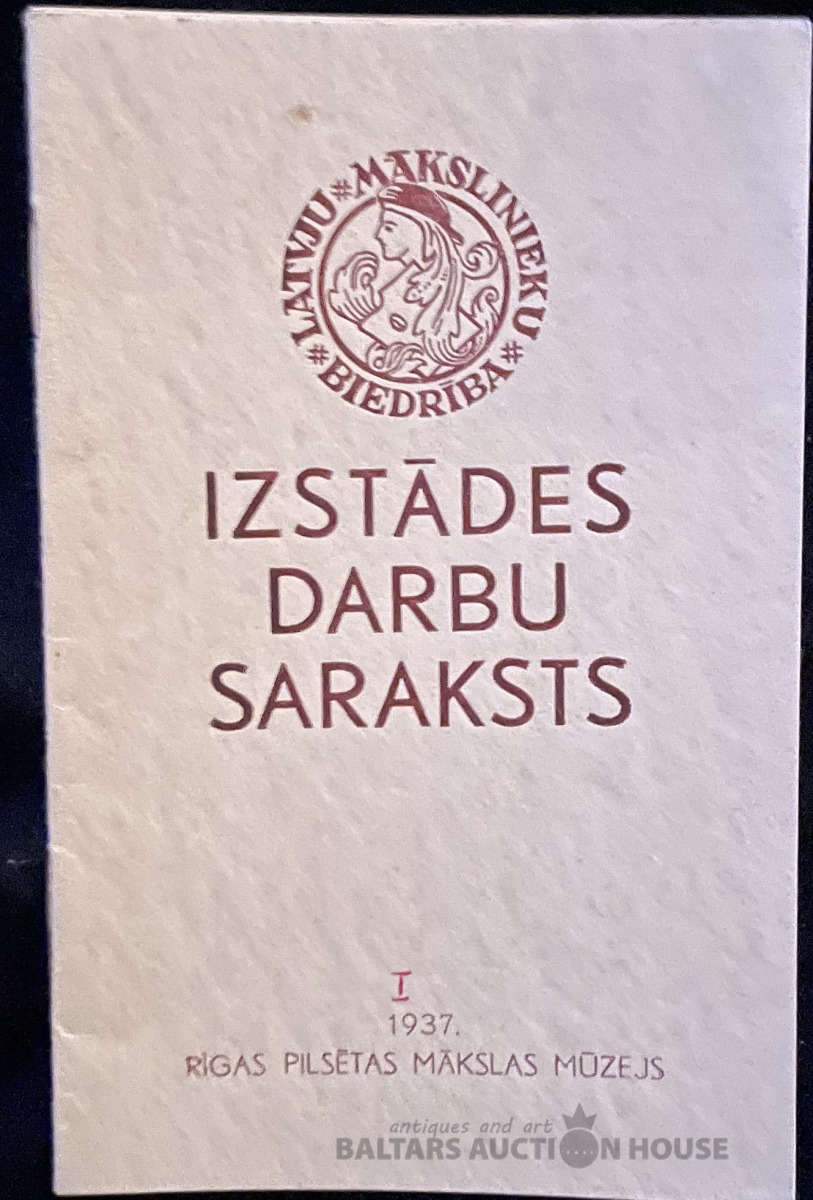 LATVJU # MĀKSLINIEKU # BIEDRĪBA #
IZSTĀDES
DARBU
SARAKSTS
I
1937.
RĪGAS PILSĒTAS MĀKSLAS MŪZEJS
antiques and art
BALTARS AUCTION HOUSE